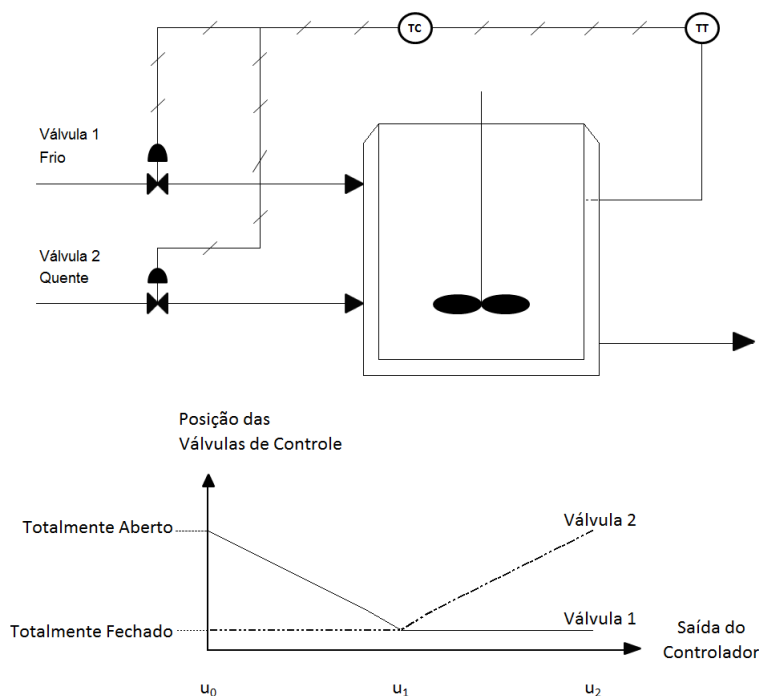 TC
TT
Válvula 1
Frio
Válvula 2
Quente
Posição das
Válvulas de Controle
Totalmente Aberto
Válvula 2
Totalmente Fechado
Válvula 1
Saída do
Controlador
u₀
u₁
u₂